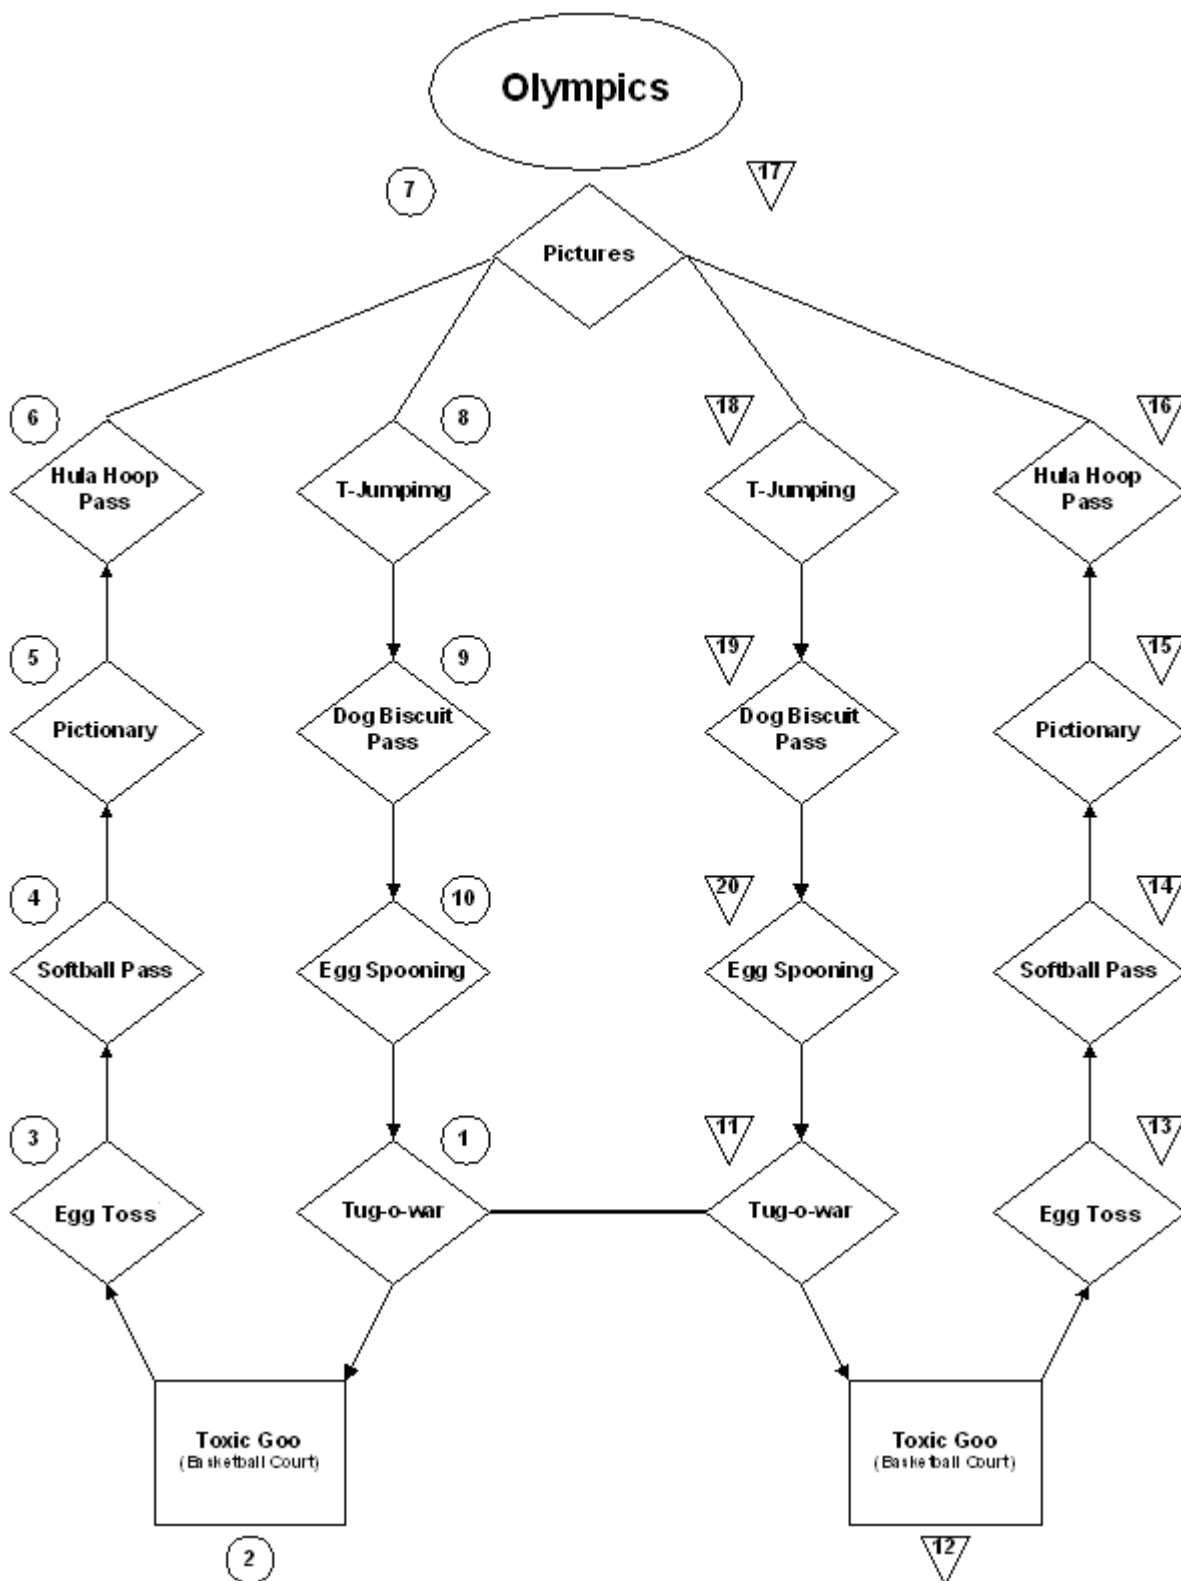 Olympics
7
17
Pictures
6
8
18
16
Hula Hoop
Pass
T-Jumpimg
T-Jumping
Hula Hoop
Pass
5
9
19
15
Pictionary
Dog Biscuit
Pass
Dog Biscuit
Pass
Pictionary
4
10
20
14
Softball Pass
Egg Spooning
Egg Spooning
Softball Pass
3
1
11
13
Egg Toss
Tug-o-war
Tug-o-war
Egg Toss
Toxic Goo
(Basketball Court)
Toxic Goo
(Basketball Court)
2
12